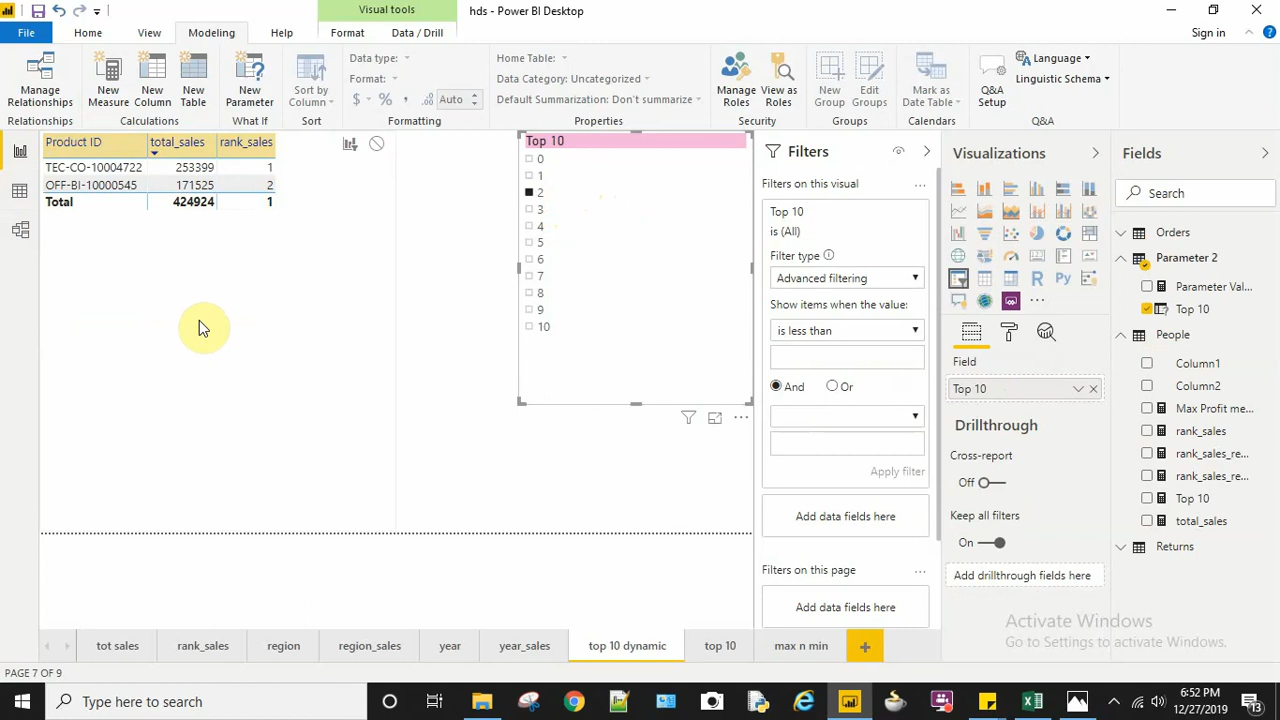 Visual tools
hds - Power BI Desktop
File
Home
View
Modeling
Help
Format
Data / Drill
Sign in
Manage
Relationships
New
Measure
New
Column
New
Table
New
Parameter
Sort by
Column
Data type:
Format:
$ % , .00 Auto
Home Table:
Data Category: Uncategorized
Default Summarization: Don't summarize
Manage
Roles
View as
Roles
New
Group
Edit
Groups
Mark as
Date Table
Q&A
Setup
Language
Linguistic Schema
Relationships
Calculations
What If
Sort
Formatting
Properties
Security
Groups
Calendars
Q&A
Product ID total_sales rank_sales
TEC-CO-10004722 253399 1
OFF-BI-10000545 171525 2
Total 424924 1
Top 10
0
1
2
3
4
5
6
7
8
9
10
Filters
Filters on this visual
Top 10
is (All)
Filter type
Advanced filtering
Show items when the value:
is less than
And Or
Apply filter
Add data fields here
Filters on this page
Add data fields here
Visualizations
R Py
Field
Top 10
Drillthrough
Cross-report
Off
Keep all filters
On
Add drillthrough fields here
Fields
Search
Orders
Parameter 2
Parameter Val...
Top 10
People
Column1
Column2
Max Profit me...
rank_sales
rank_sales_re...
rank_sales_re...
Top 10
total_sales
Returns
Activate Windows
Go to Settings to activate Windows.
tot sales
rank_sales
region
region_sales
year
year_sales
top 10 dynamic
top 10
max n min
PAGE 7 OF 9
Type here to search
6:52 PM
12/27/2019
13